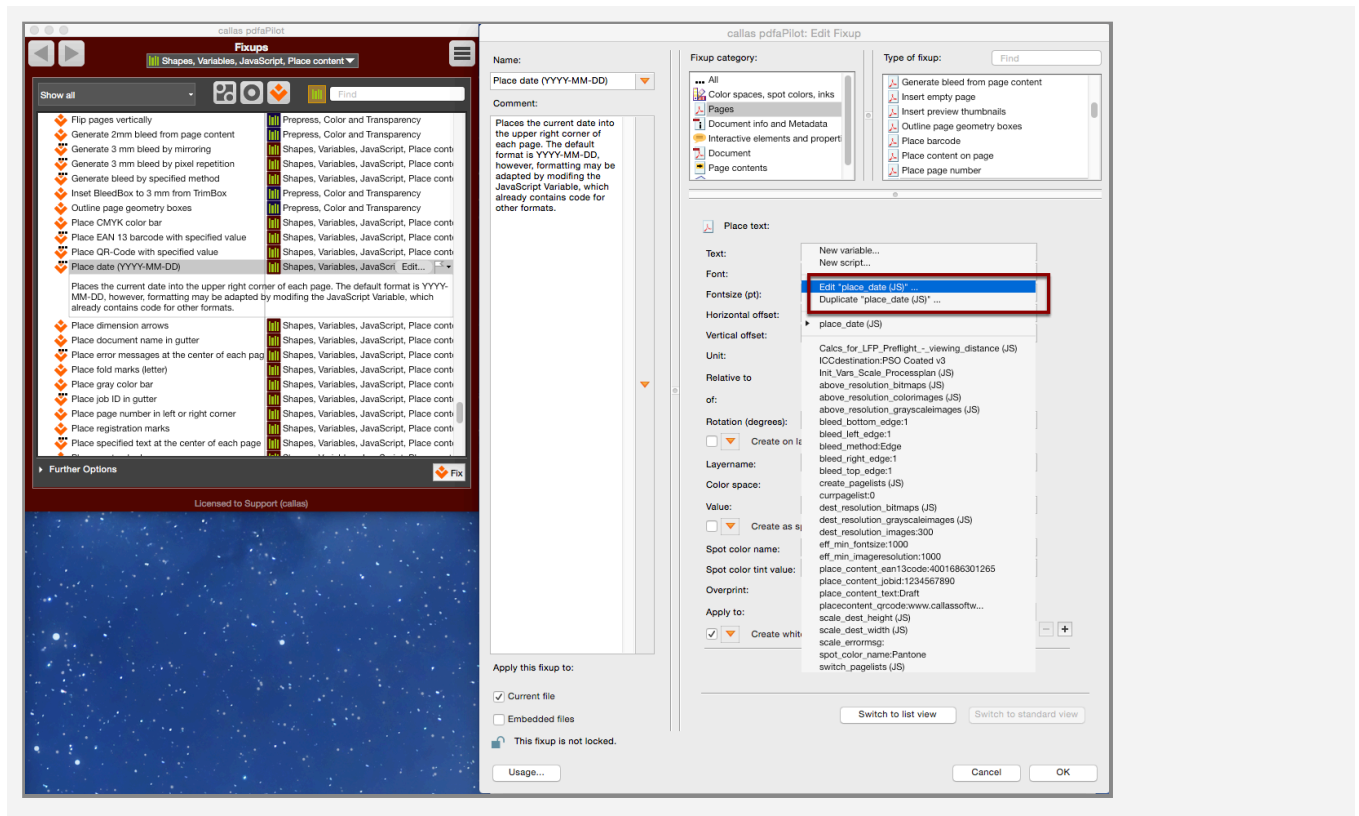 callas pdfaPilot
Fixups
Shapes, Variables, JavaScript, Place content
Show all
Find
Flip pages vertically
Prepress, Color and Transparency
Generate 2mm bleed from page content
Prepress, Color and Transparency
Generate 3 mm bleed by mirroring
Shapes, Variables, JavaScript, Place conte
Generate 3 mm bleed by pixel repetition
Shapes, Variables, JavaScript, Place conte
Generate bleed by specified method
Shapes, Variables, JavaScript, Place conte
Inset BleedBox to 3 mm from TrimBox
Prepress, Color and Transparency
Outline page geometry boxes
Prepress, Color and Transparency
Place CMYK color bar
Shapes, Variables, JavaScript, Place conte
Place EAN 13 barcode with specified value
Shapes, Variables, JavaScript, Place conte
Place QR-Code with specified value
Shapes, Variables, JavaScript, Place conte
Place date (YYYY-MM-DD)
Shapes, Variables, JavaScri
Edit...
Places the current date into the upper right corner of each page. The default format is YYYY-
MM-DD, however, formatting may be adapted by modifing the JavaScript Variable, which
already contains code for other formats.
Place dimension arrows
Shapes, Variables, JavaScript, Place conte
Place document name in gutter
Shapes, Variables, JavaScript, Place conte
Place error messages at the center of each pag
Shapes, Variables, JavaScript, Place conte
Place fold marks (letter)
Shapes, Variables, JavaScript, Place conte
Place gray color bar
Shapes, Variables, JavaScript, Place conte
Place job ID in gutter
Shapes, Variables, JavaScript, Place conte
Place page number in left or right corner
Shapes, Variables, JavaScript, Place conte
Place registration marks
Shapes, Variables, JavaScript, Place conte
Place specified text at the center of each page
Shapes, Variables, JavaScript, Place conte
Further Options
Fix
Licensed to Support (callas)
callas pdfaPilot: Edit Fixup
Name:
Place date (YYYY-MM-DD)
Comment:
Places the current date into
the upper right corner of
each page. The default
format is YYYY-MM-DD,
however, formatting may be
adapted by modifing the
JavaScript Variable, which
already contains code for
other formats.
Apply this fixup to:
Current file
Embedded files
This fixup is not locked.
Usage...
Fixup category:
... All
Color spaces, spot colors, inks
Pages
Document info and Metadata
Interactive elements and properti
Document
Page contents
Type of fixup:
Find
Generate bleed from page content
Insert empty page
Insert preview thumbnails
Outline page geometry boxes
Place barcode
Place content on page
Place page number
Place text:
Text:
Font:
Fontsize (pt):
Horizontal offset:
Vertical offset:
Unit:
Relative to
of:
Rotation (degrees):
Create on la
Layername:
Color space:
Value:
Create as sp
Spot color name:
Spot color tint value:
Overprint:
Apply to:
Create white
New variable...
New script...
Edit "place_date (JS)" ...
Duplicate "place_date (JS)" ...
place_date (JS)
Calcs_for_LFP_Preflight_-_viewing_distance (JS)
ICCdestination:PSO Coated v3
Init_Vars_Scale_Processplan (JS)
above_resolution_bitmaps (JS)
above_resolution_colorimages (JS)
above_resolution_grayscaleimages (JS)
bleed_bottom_edge:1
bleed_left_edge:1
bleed_method:Edge
bleed_right_edge:1
bleed_top_edge:1
create_pagelists (JS)
currpagelist:0
dest_resolution_bitmaps (JS)
dest_resolution_grayscaleimages (JS)
dest_resolution_images:300
eff_min_fontsize:1000
eff_min_imageresolution:1000
place_content_ean13code:4001686301265
place_content_jobid:1234567890
place_content_text:Draft
placecontent_qrcode:www.callassoftw...
scale_dest_height (JS)
scale_dest_width (JS)
scale_errormsg:
spot_color_name:Pantone
switch_pagelists (JS)
Switch to list view
Switch to standard view
Cancel
OK